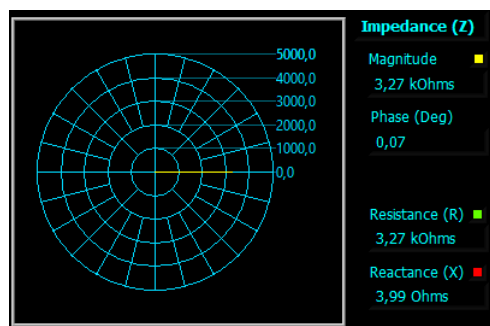 5000,0
4000,0
3000,0
2000,0
1000,0
0,0
Impedance (Z)
Magnitude
3,27 kOhms
Phase (Deg)
0,07
Resistance (R)
3,27 kOhms
Reactance (X)
3,99 Ohms